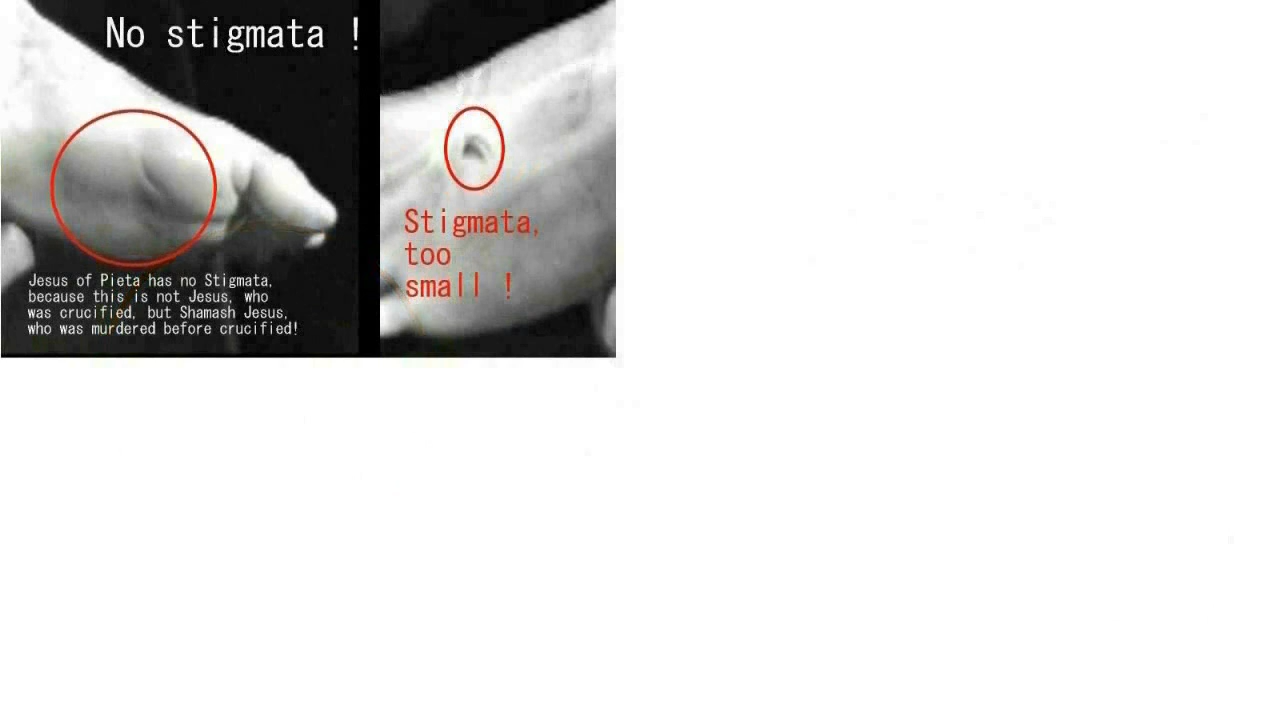 No stigmata !
Jesus of Pieta has no Stigmata,
because this is not Jesus, who
was crucified, but Shamash Jesus,
who was murdered before crucified!
Stigmata,
too
small !